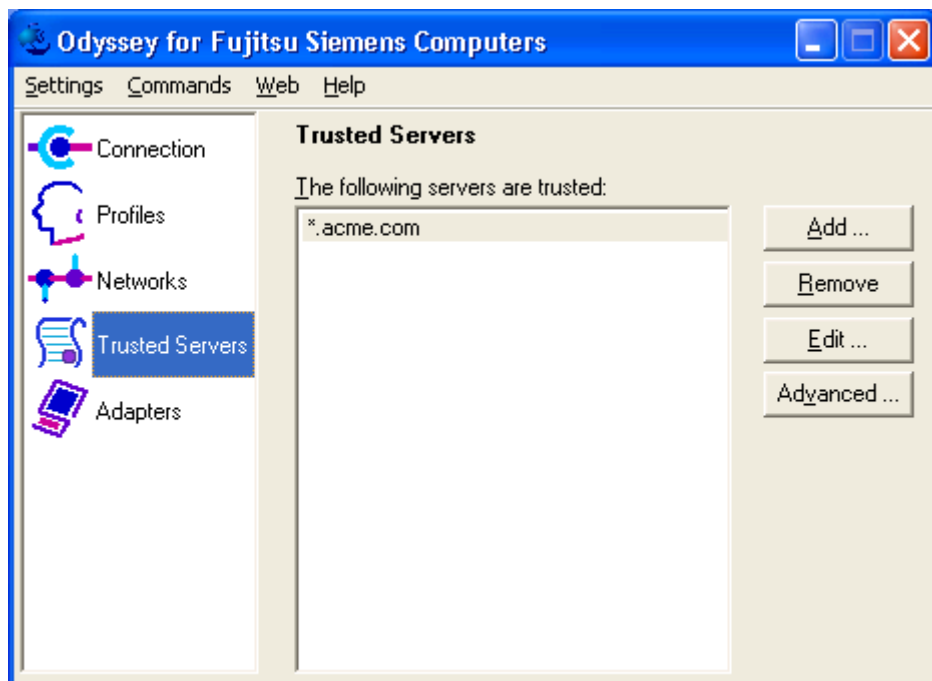 Odyssey for Fujitsu Siemens Computers
Settings Commands Web Help
Connection
Profiles
Networks
Trusted Servers
Adapters
Trusted Servers
The following servers are trusted:
*.acme.com
Add ...
Remove
Edit ...
Advanced ...